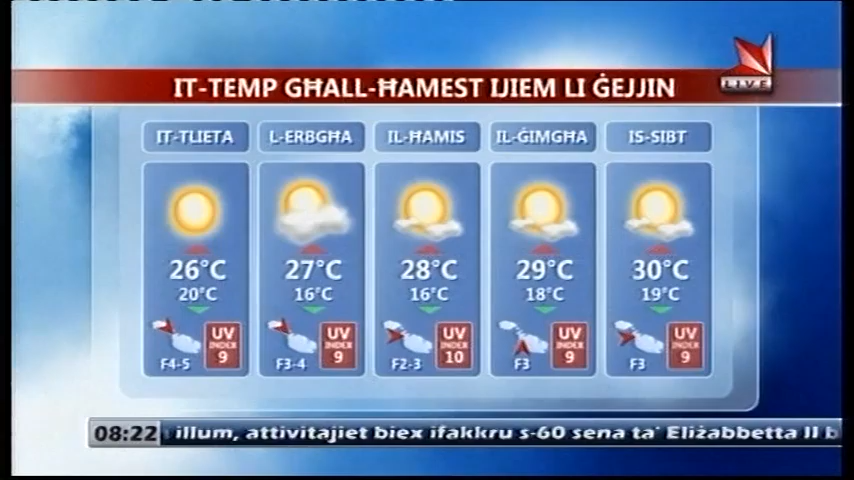 LIVE
IT-TEMP GĦALL-ĦAMEST IJIEM LI ĠEJJIN
IT-TLIETA L-ERBGĦA IL-ĦAMIS IL-ĠIMGĦA IS-SIBT
26°C 27°C 28°C 29°C 30°C
20°C 16°C 16°C 18°C 19°C
UV INDEX 9 UV INDEX 9 UV INDEX 10 UV INDEX 9 UV INDEX 9
F4-5 F3-4 F2-3 F3 F3
08:22 illum, attivitajiet biex ifakkru s-60 sena ta' Eliżabbetta II b